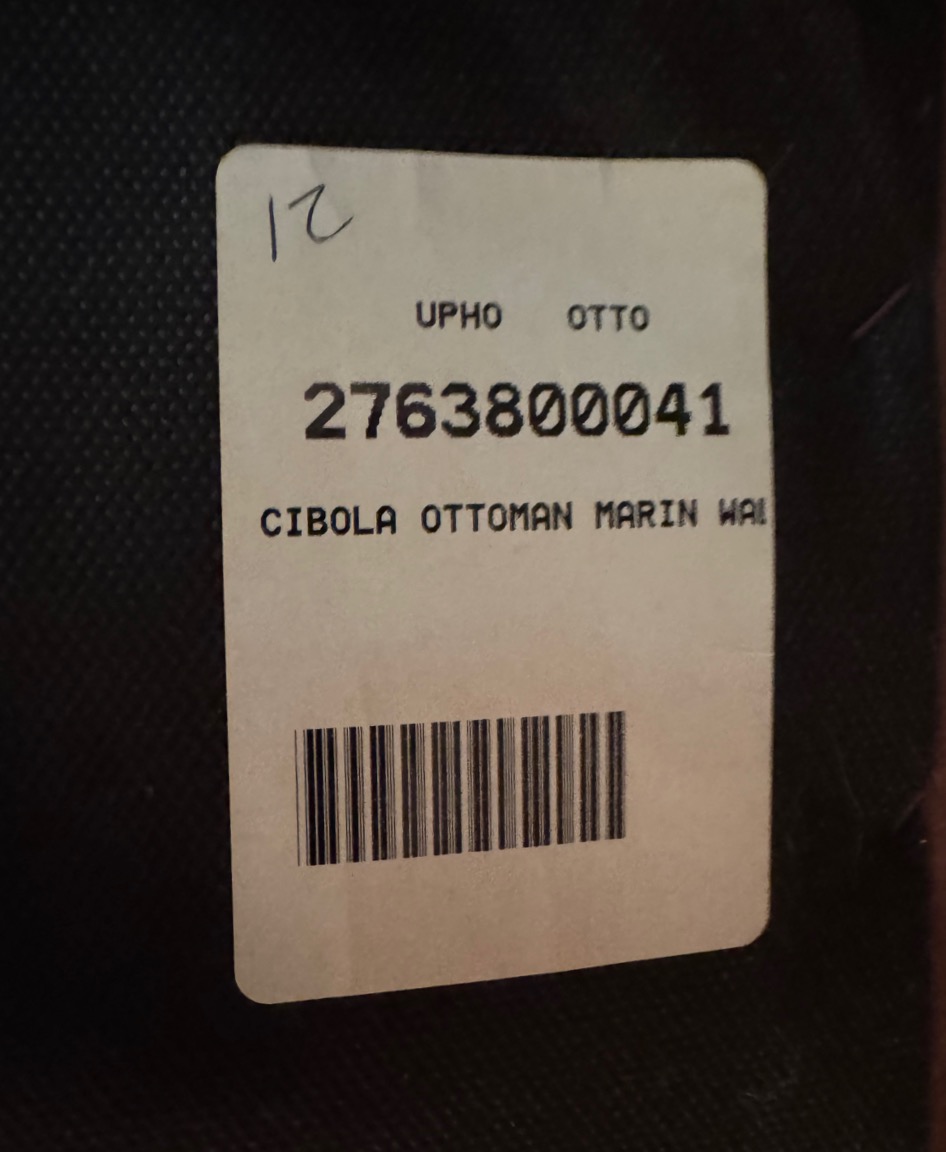 12
UPHO OTTO
2763800041
CIBOLA OTTOMAN MARIN